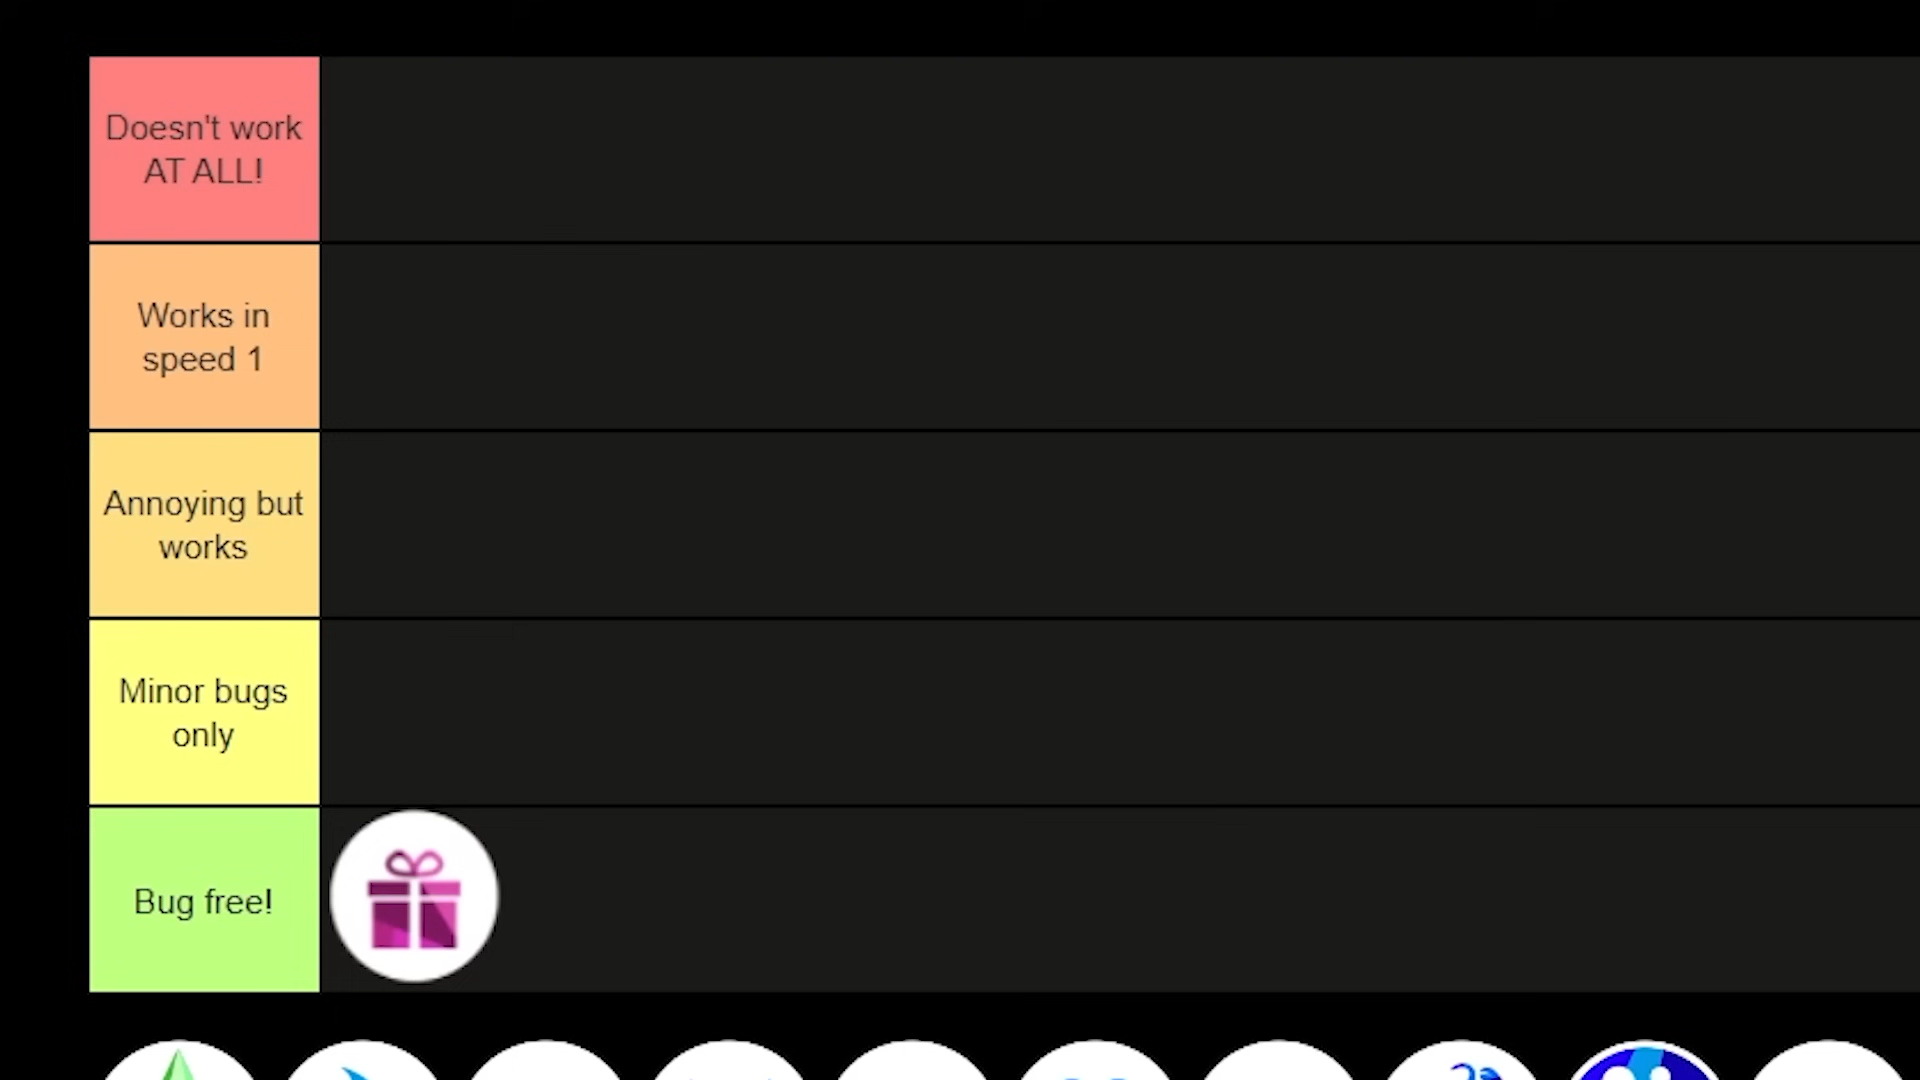 Doesn't work
AT ALL!
Works in
speed 1
Annoying but
works
Minor bugs
only
Bug free!